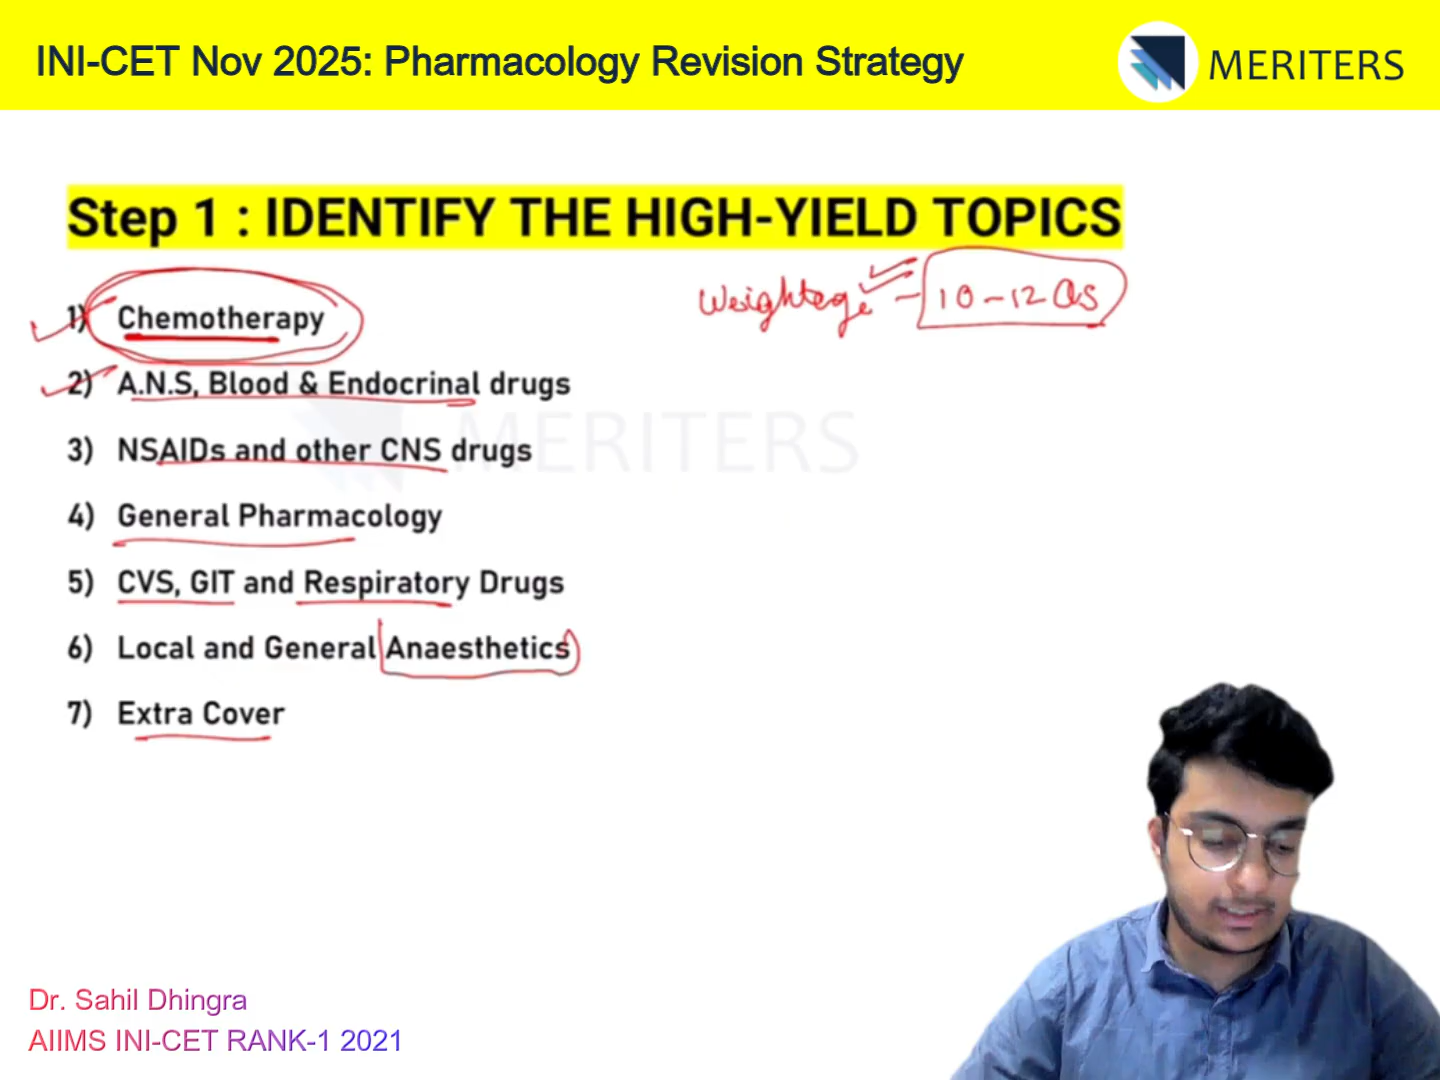 INI-CET Nov 2025: Pharmacology Revision Strategy
MERITERS
Step 1 : IDENTIFY THE HIGH-YIELD TOPICS
Weightage - 10-12 Qs
1) Chemotherapy
2) A.N.S, Blood & Endocrinal drugs
3) NSAIDs and other CNS drugs
MERITERS
4) General Pharmacology
5) CVS, GIT and Respiratory Drugs
6) Local and General Anaesthetics
7) Extra Cover
Dr. Sahil Dhingra
AIIMS INI-CET RANK-1 2021